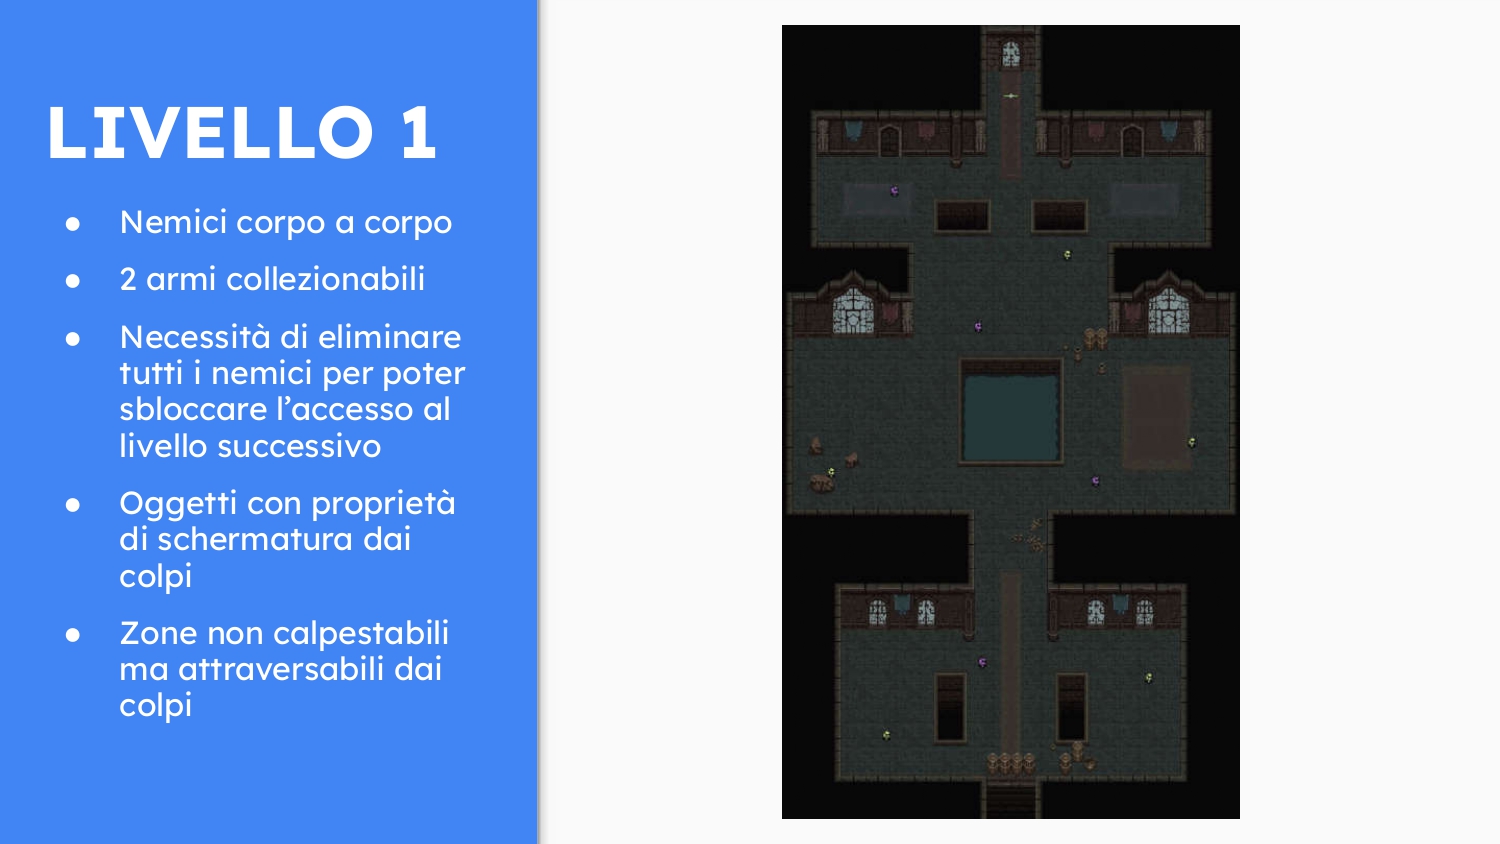 LIVELLO 1
● Nemici corpo a corpo
● 2 armi collezionabili
● Necessità di eliminare
tutti i nemici per poter
sbloccare l’accesso al
livello successivo
● Oggetti con proprietà
di schermatura dai
colpi
● Zone non calpestabili
ma attraversabili dai
colpi